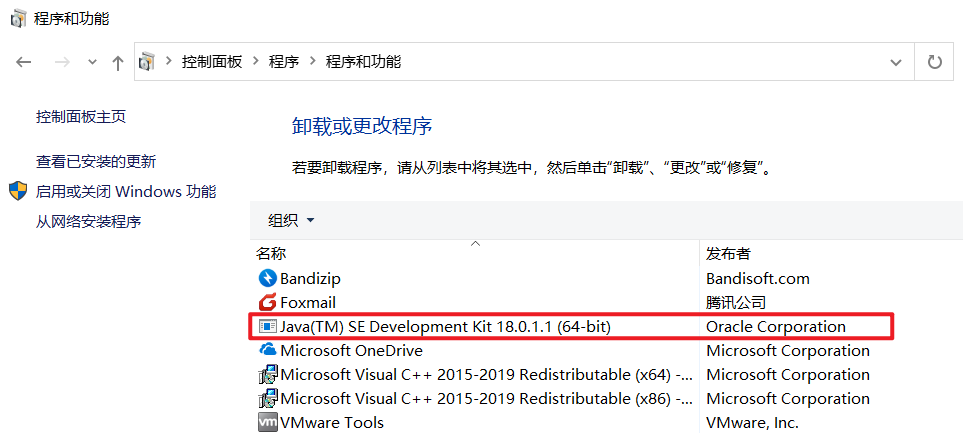 程序和功能
控制面板 程序 程序和功能
控制面板主页
卸载或更改程序
查看已安装的更新
若要卸载程序，请从列表中将其选中，然后单击“卸载”、“更改”或“修复”。
启用或关闭 Windows 功能
从网络安装程序
组织
名称 发布者
Bandizip Bandisoft.com
Foxmail 腾讯公司
Java(TM) SE Development Kit 18.0.1.1 (64-bit) Oracle Corporation
Microsoft OneDrive Microsoft Corporation
Microsoft Visual C++ 2015-2019 Redistributable (x64) -... Microsoft Corporation
Microsoft Visual C++ 2015-2019 Redistributable (x86) -... Microsoft Corporation
vm VMware Tools VMware, Inc.